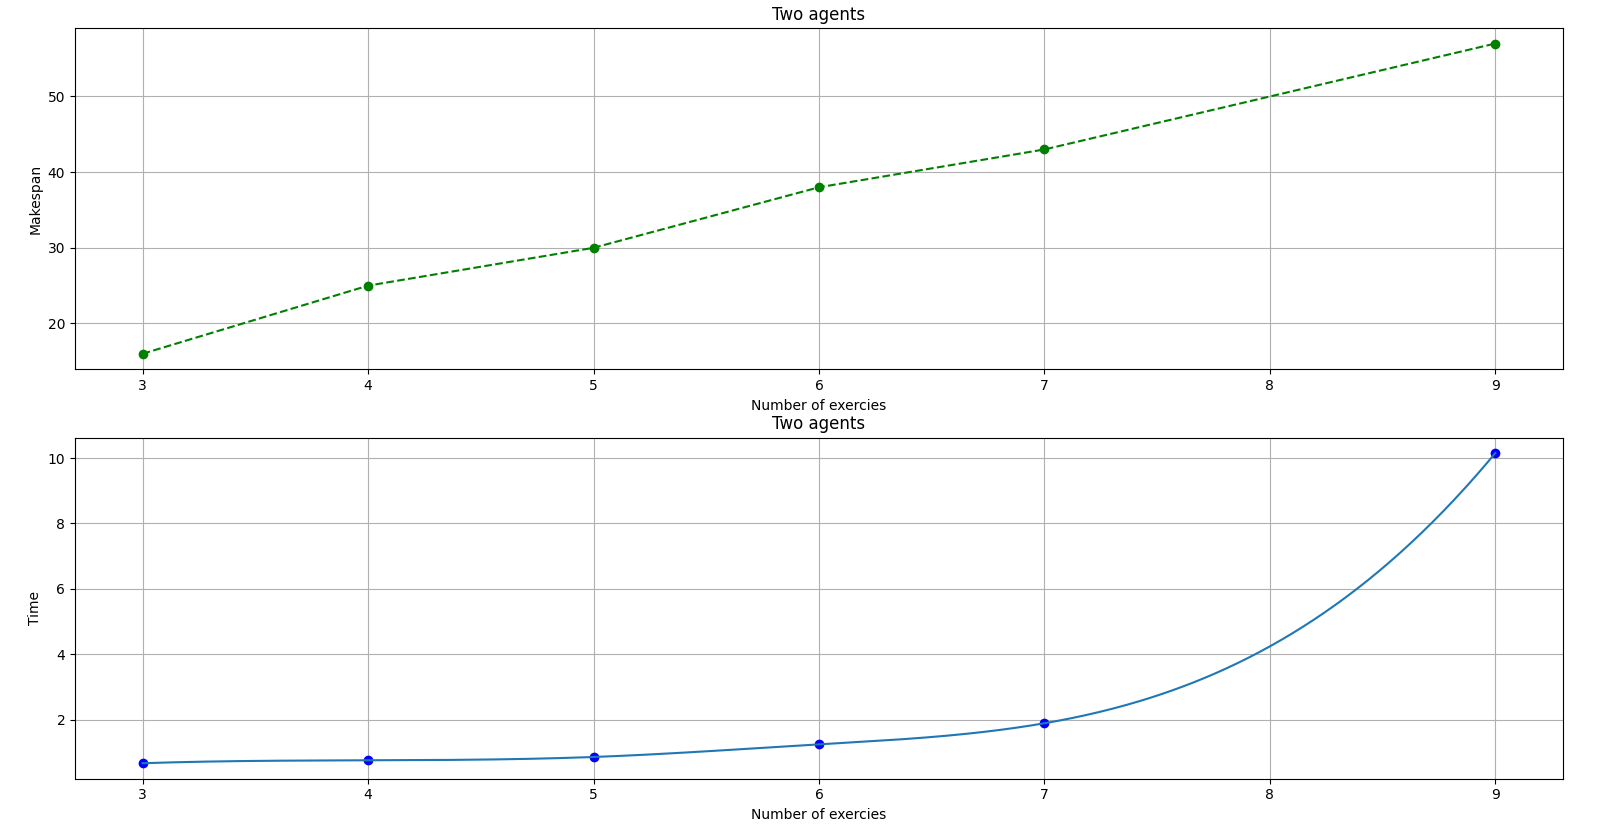 Two agents
50
40
30
20
Makespan
3 4 5 6 7 8 9
Number of exercies
Two agents
10
8
6
4
2
Time
3 4 5 6 7 8 9
Number of exercies